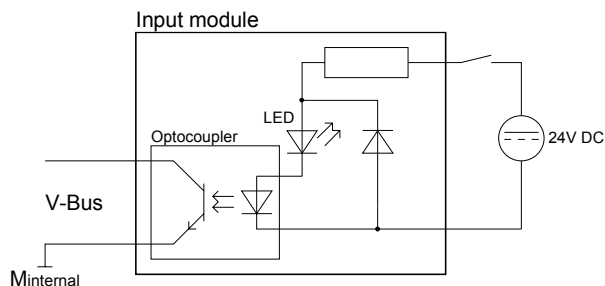 Input module
LED
Optocoupler
24V DC
V-Bus
Minternal